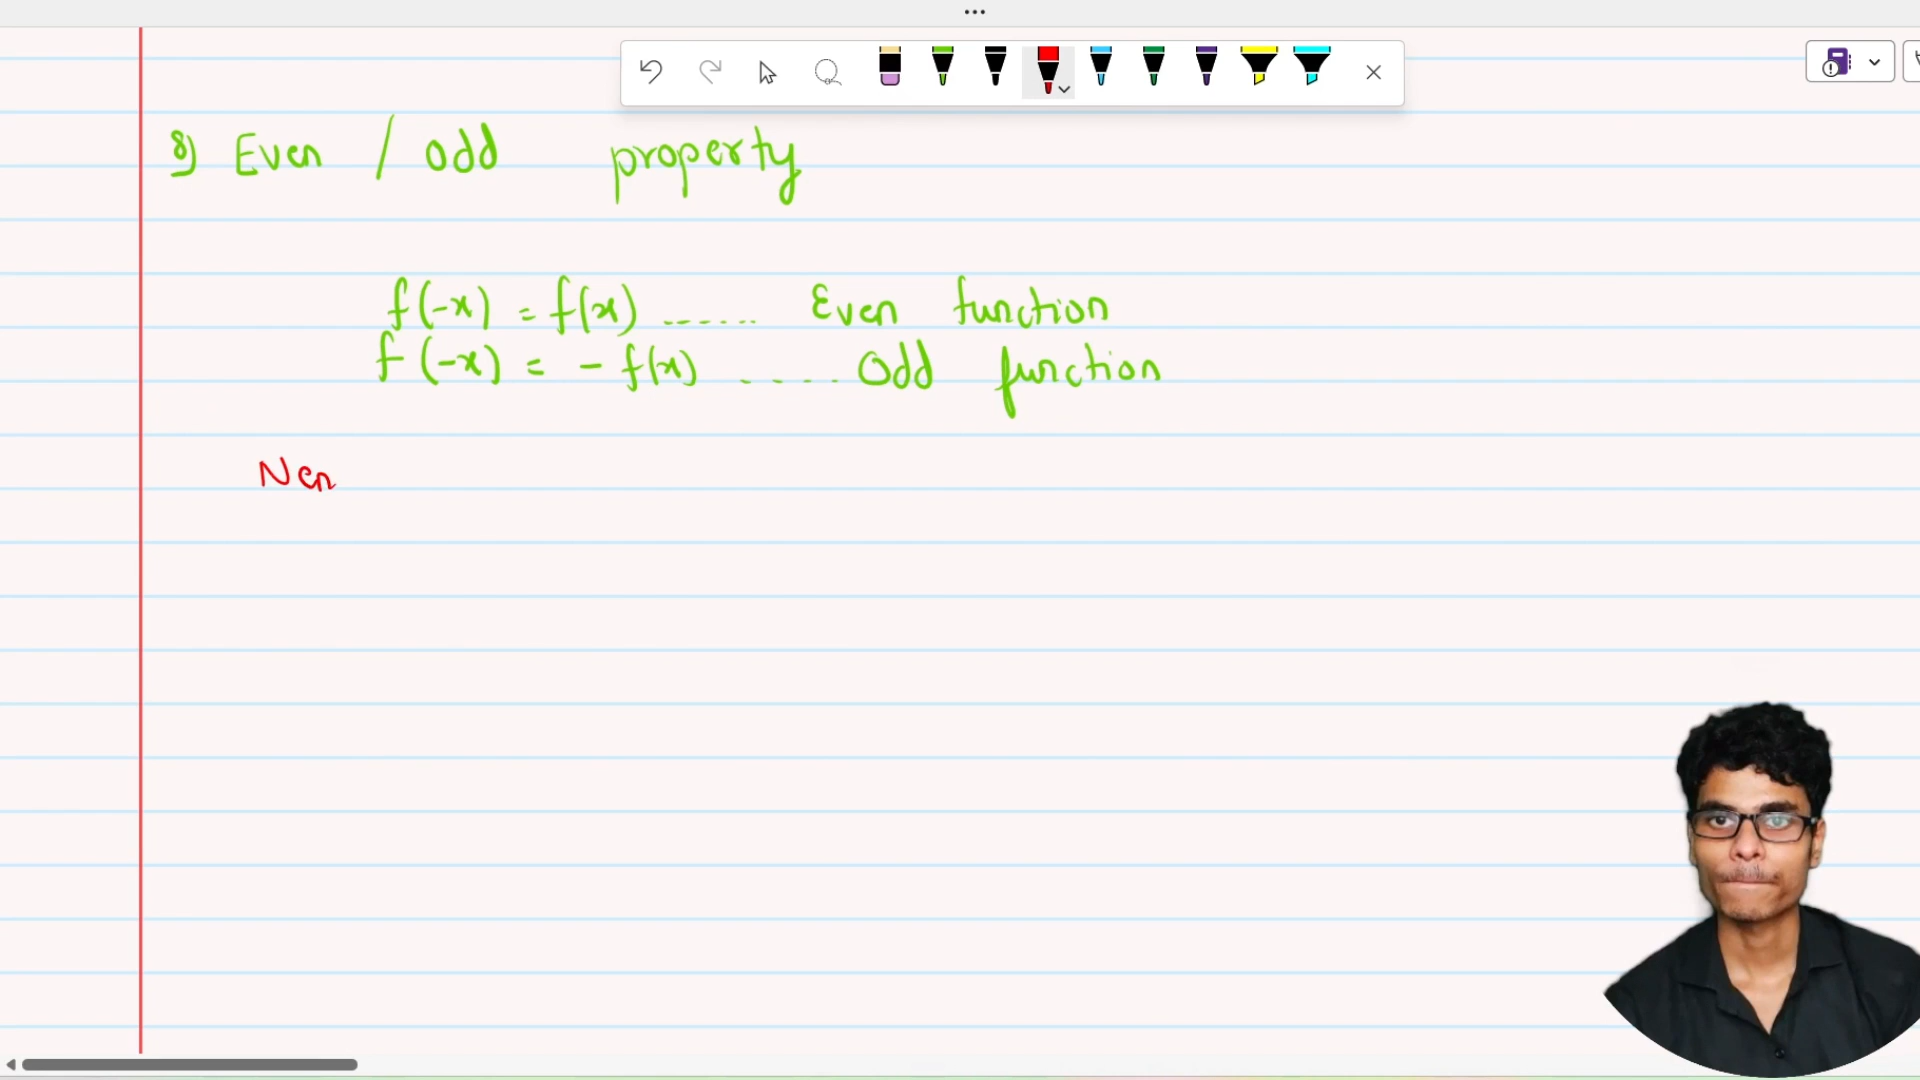 8) Even / odd property
f(-x) = f(x) ....... Even function
f(-x) = - f(x) ..... Odd function
Nen